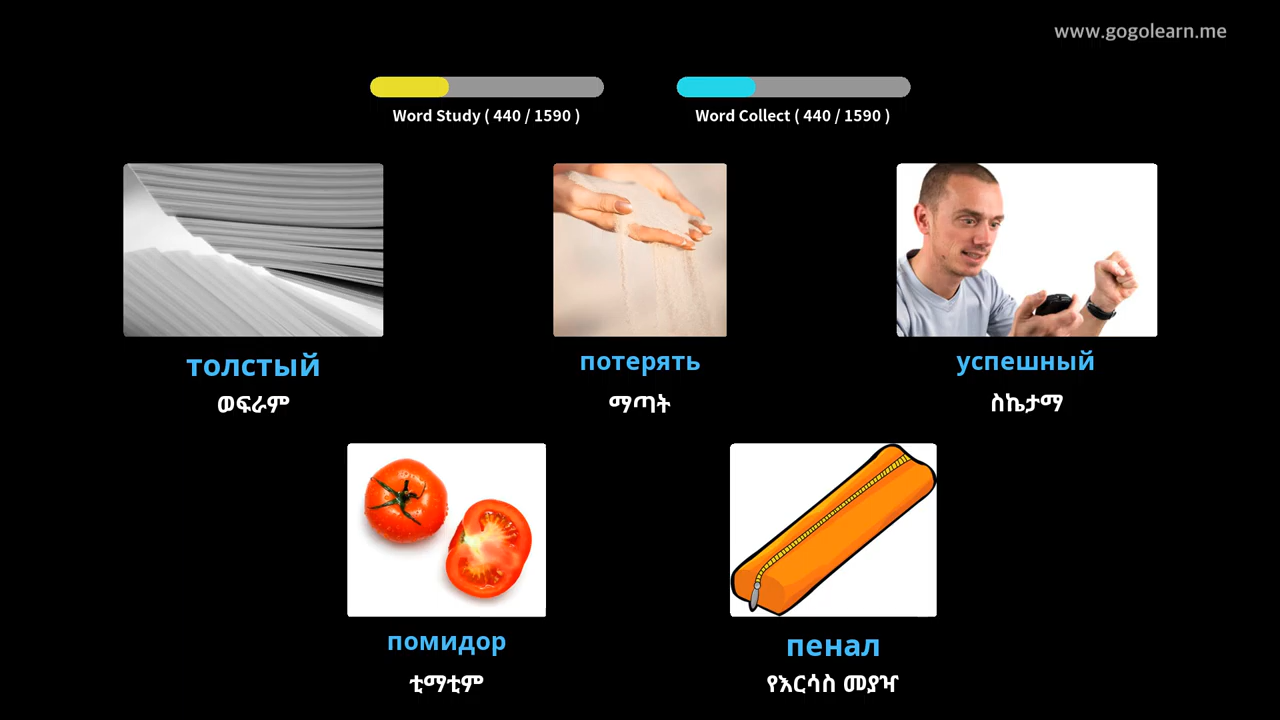 www.gogolearn.me
Word Study ( 440 / 1590 )
Word Collect ( 440 / 1590 )
толстый
ወፍራም
потерять
ማጣት
успешный
ስኬታማ
помидор
ቲማቲም
пенал
የእርሳስ መያዣ